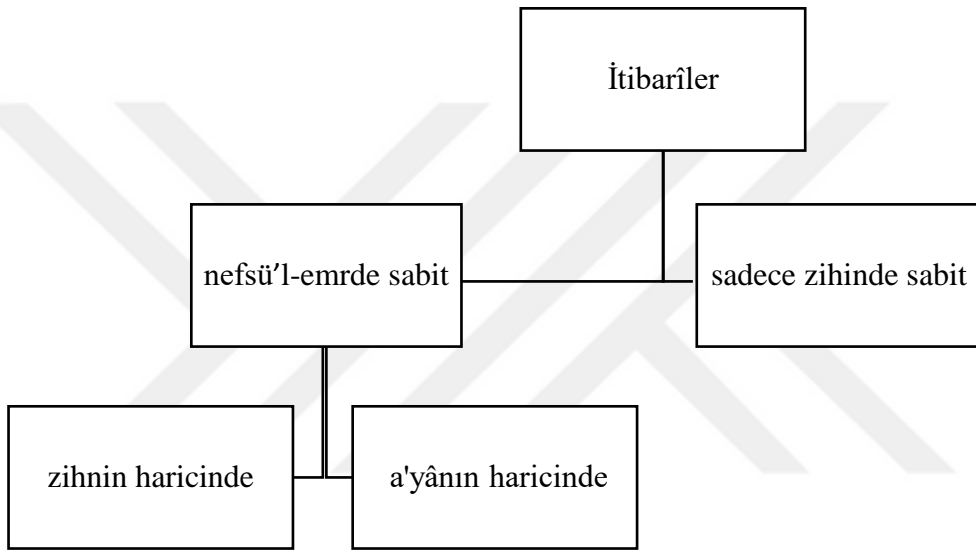 İtibarîler
nefsü’l-emrde sabit
sadece zihinde sabit
zihnin haricinde
a'yânın haricinde